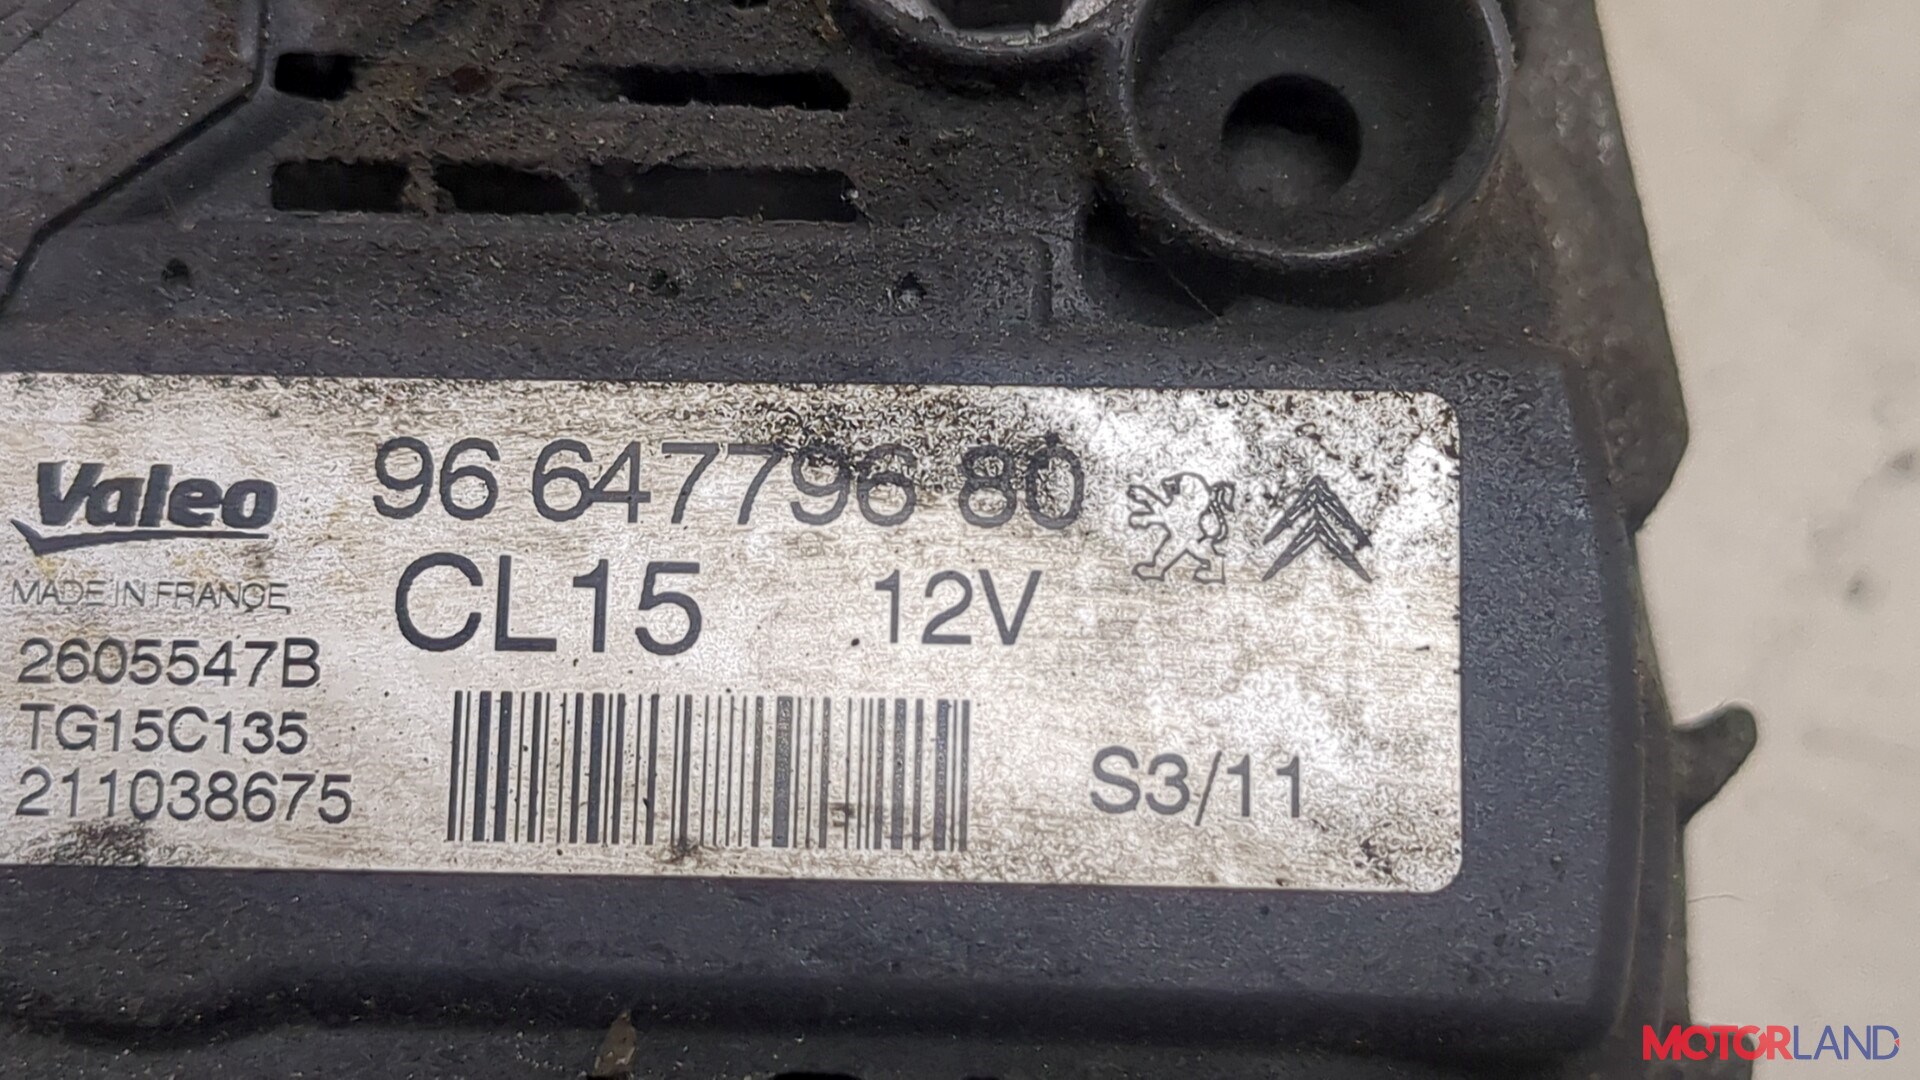 Valeo
96 647796 80
MADE IN FRANCE
CL15 12V
2605547B
TG15C135
211038675
S3/11
MOTORLAND